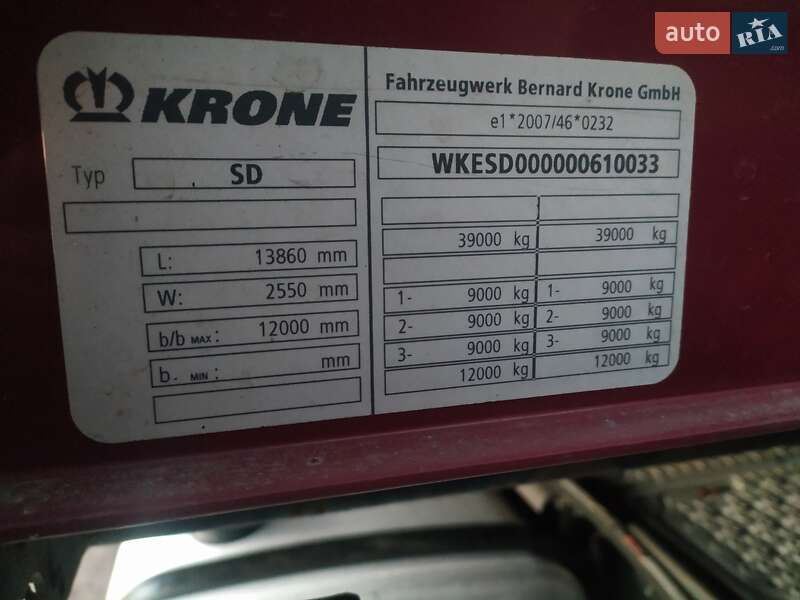 auto RIA .com
KRONE
Typ SD
L: 13860 mm
W: 2550 mm
b/b MAX: 12000 mm
b. MIN: mm
Fahrzeugwerk Bernard Krone GmbH
e1*2007/46*0232
WKESD000000610033
39000 kg 39000 kg
1- 9000 kg 1- 9000 kg
2- 9000 kg 2- 9000 kg
3- 9000 kg 3- 9000 kg
12000 kg 12000 kg